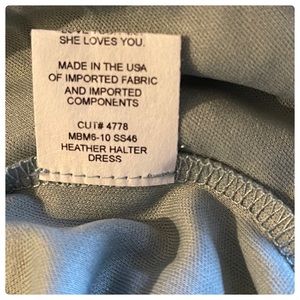 SHE LOVES YOU.
MADE IN THE USA
OF IMPORTED FABRIC
AND IMPORTED
COMPONENTS
CUT# 4778
MBM6-10 SS46
HEATHER HALTER
DRESS